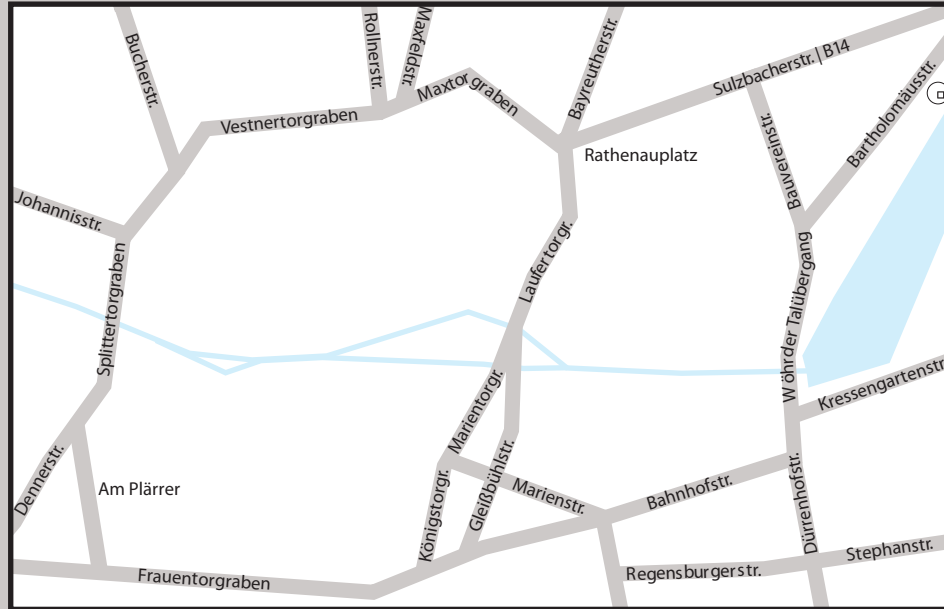 Bucherstr.
Rollnerstr.
Maxfeldstr.
Maxtorgraben
Bayreutherstr.
Sulzbacherstr. | B14
Bartholomäusstr.
Vestnertorgraben
Rathenauplatz
Bauvereinstr.
Johannisstr.
Splittertorgraben
Laufertorgr.
Wöhrder Talübergang
Kressengartenstr
Marientorgr.
Dennerstr.
Am Plärrer
Königstorgr.
Gleißbühlstr.
Marienstr.
Bahnhofstr.
Dürrenhofstr.
Stephanstr.
Frauentorgraben
Regensburgerstr.